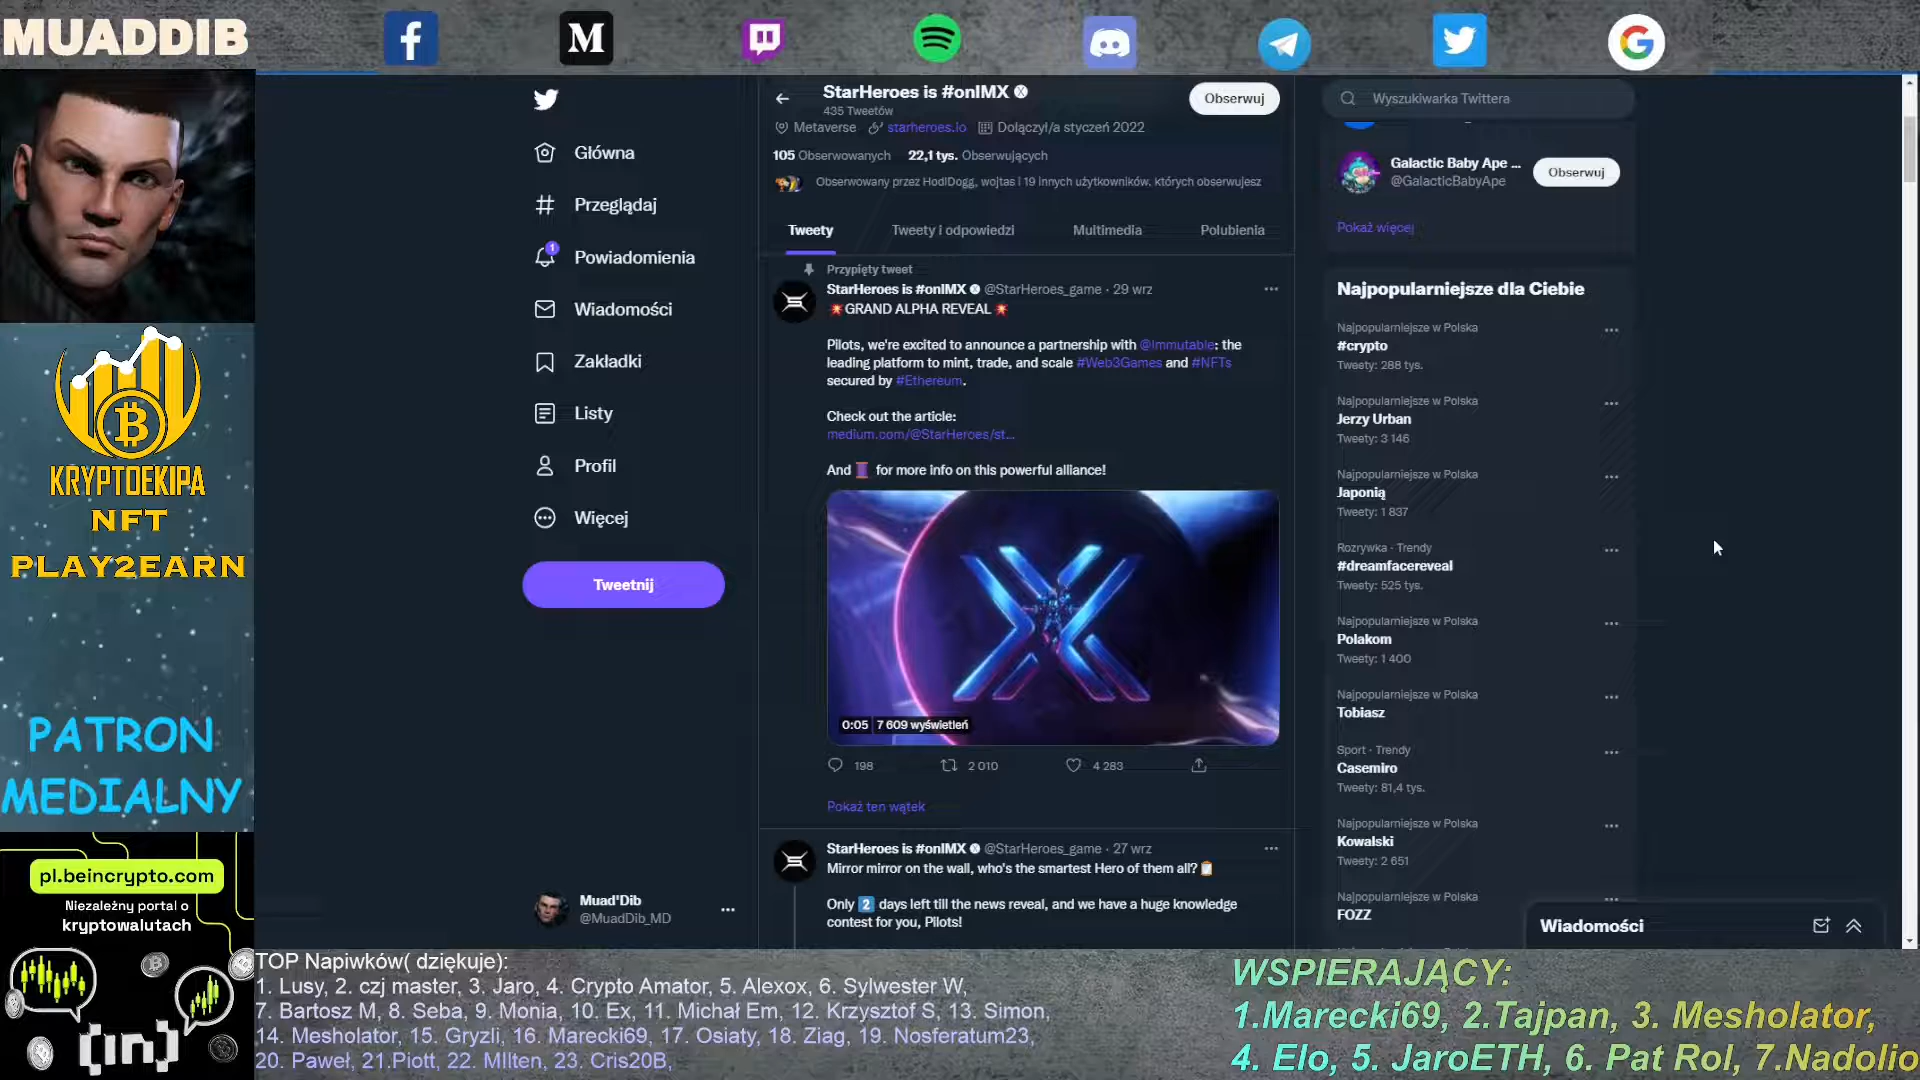 MUADDIB
KRYPTOEKIPA
NFT
PLAY2EARN
PATRON
MEDIALNY
pl.beincrypto.com
Niezależny portal o
kryptowalutach
[in]
Główna
Przeglądaj
1
Powiadomienia
Wiadomości
Zakładki
Listy
Profil
Więcej
Tweetnij
Muad'Dib
@MuadDib_MD
StarHeroes is #onIMX
435 Tweetów
Obserwuj
Metaverse starheroes.io Dołączył/a styczeń 2022
105 Obserwowanych 22,1 tys. Obserwujących
Obserwowany przez HodlDogg, wojtas i 19 innych użytkowników, których obserwujesz
Tweety Tweety i odpowiedzi Multimedia Polubienia
Przypięty tweet
StarHeroes is #onIMX @StarHeroes_game · 29 wrz
💥GRAND ALPHA REVEAL💥
Pilots, we're excited to announce a partnership with @Immutable: the
leading platform to mint, trade, and scale #Web3Games and #NFTs
secured by #Ethereum.
Check out the article:
medium.com/@StarHeroes/st...
And 🧵 for more info on this powerful alliance!
0:05 7 609 wyświetleń
198 2 010 4 283
Pokaż ten wątek
StarHeroes is #onIMX @StarHeroes_game · 27 wrz
Mirror mirror on the wall, who's the smartest Hero of them all?📋
Only 2 days left till the news reveal, and we have a huge knowledge
contest for you, Pilots!
Wyszukiwarka Twittera
Galactic Baby Ape ...
@GalacticBabyApe
Obserwuj
Pokaż więcej
Najpopularniejsze dla Ciebie
Najpopularniejsze w Polska
#crypto
Tweety: 288 tys.
Najpopularniejsze w Polska
Jerzy Urban
Tweety: 3 146
Najpopularniejsze w Polska
Japonią
Tweety: 1 837
Rozrywka · Trendy
#dreamfacereveal
Tweety: 525 tys.
Najpopularniejsze w Polska
Polakom
Tweety: 1 400
Najpopularniejsze w Polska
Tobiasz
Sport · Trendy
Casemiro
Tweety: 81,4 tys.
Najpopularniejsze w Polska
Kowalski
Tweety: 2 651
Najpopularniejsze w Polska
FOZZ
Wiadomości
TOP Napiwków( dziękuje):
1. Lusy, 2. czj master, 3. Jaro, 4. Crypto Amator, 5. Alexox, 6. Sylwester W,
7. Bartosz M, 8. Seba, 9. Monia, 10. Ex, 11. Michał Em, 12. Krzysztof S, 13. Simon,
14. Mesholator, 15. Gryzli, 16. Marecki69, 17. Osiaty, 18. Ziag, 19. Nosferatum23,
20. Paweł, 21.Piott, 22. MIlten, 23. Cris20B,
WSPIERAJĄCY:
1.Marecki69, 2.Tajpan, 3. Mesholator,
4. Elo, 5. JaroETH, 6. Pat Rol, 7.Nadolio